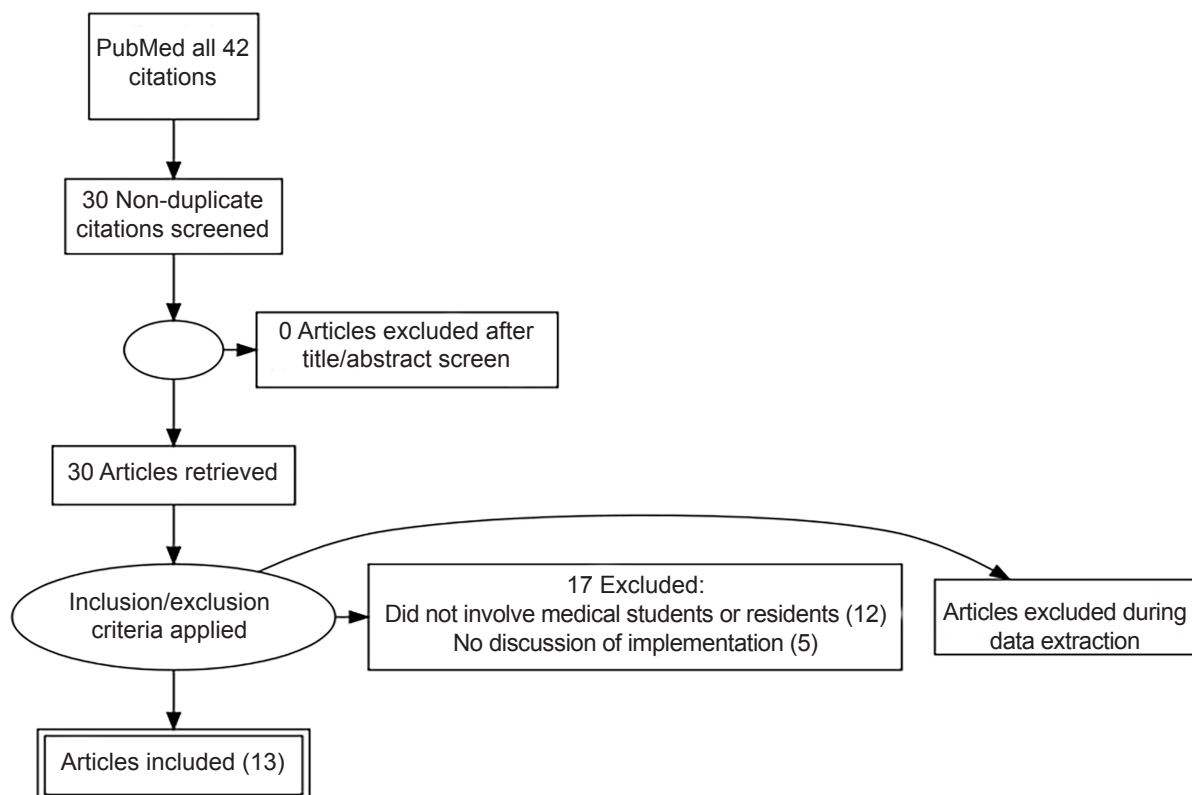 PubMed all 42
citations
30 Non-duplicate
citations screened
0 Articles excluded after
title/abstract screen
30 Articles retrieved
Inclusion/exclusion
criteria applied
17 Excluded:
Did not involve medical students or residents (12)
No discussion of implementation (5)
Articles excluded during
data extraction
Articles included (13)